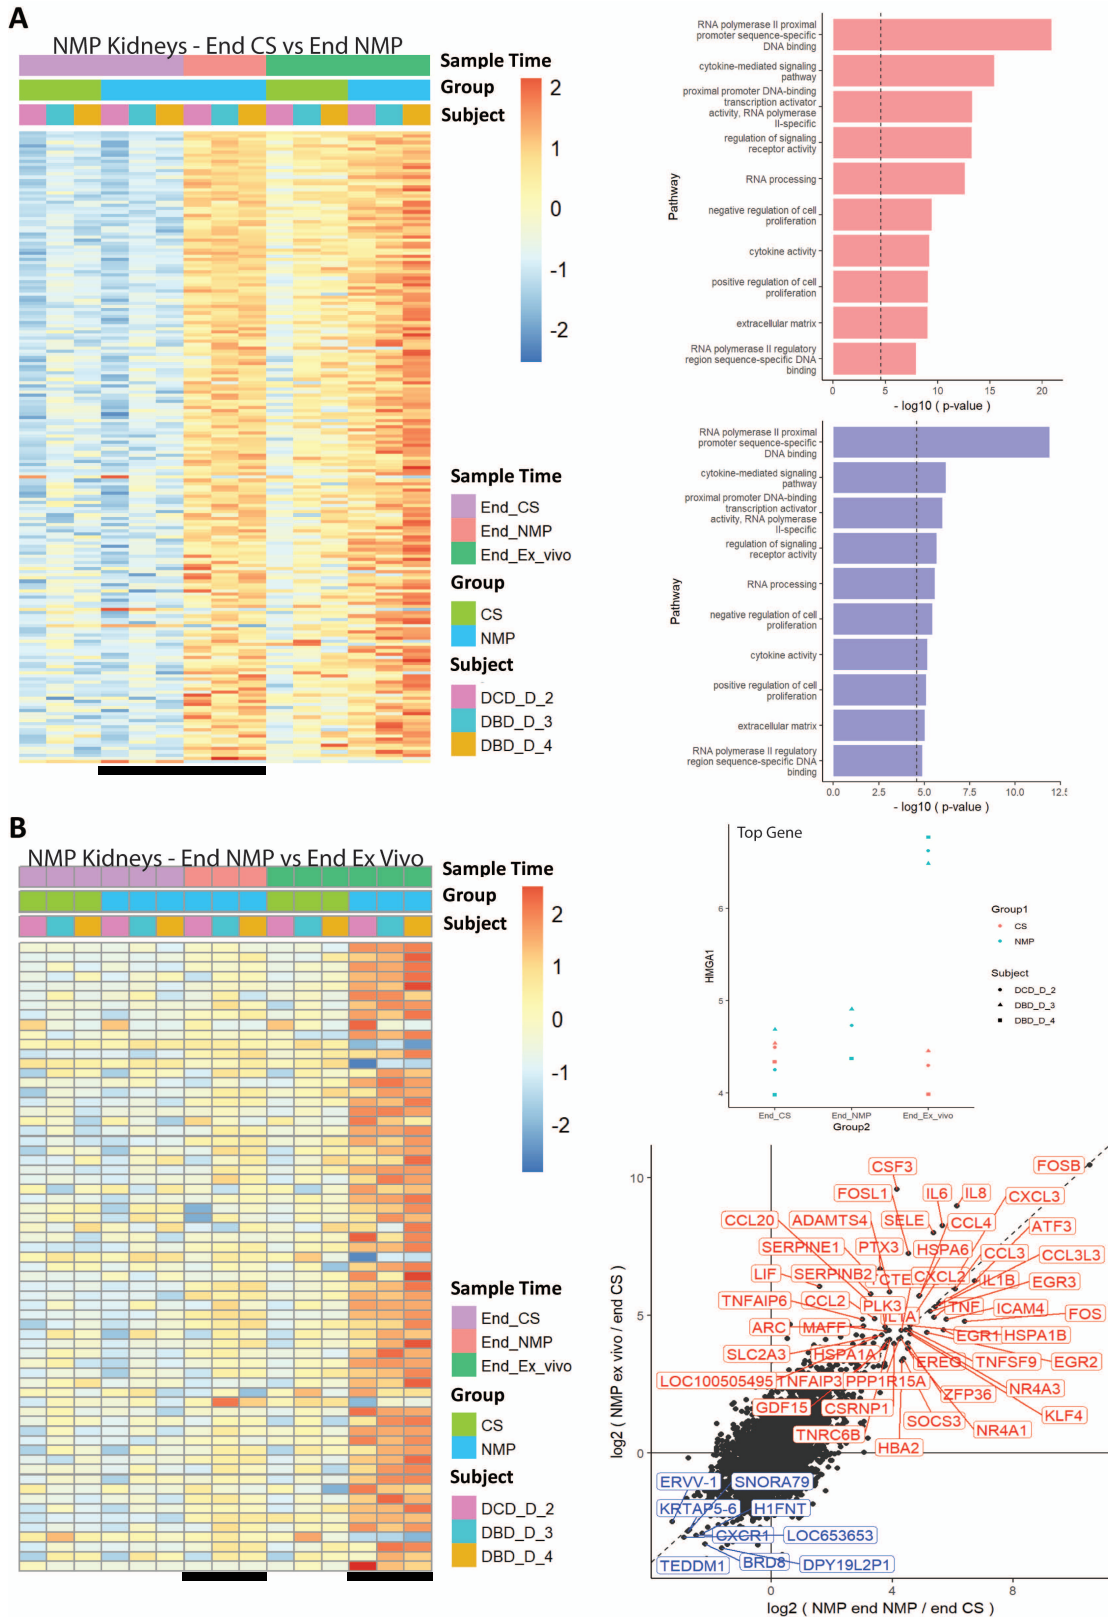 A
NMP Kidneys - End CS vs End NMP
Sample Time
Group
Subject
2
1
0
-1
-2
Sample Time
End_CS
End_NMP
End_Ex_vivo
Group
CS
NMP
Subject
DCD_D_2
DBD_D_3
DBD_D_4
Pathway
RNA polymerase II proximal
promoter sequence-specific
DNA binding
cytokine-mediated signaling
pathway
proximal promoter DNA-binding
transcription activator
activity, RNA polymerase
II-specific
regulation of signaling
receptor activity
RNA processing
negative regulation of cell
proliferation
cytokine activity
positive regulation of cell
proliferation
extracellular matrix
RNA polymerase II regulatory
region sequence-specific DNA
binding
0 5 10 15 20
- log10 ( p-value )
Pathway
RNA polymerase II proximal
promoter sequence-specific
DNA binding
cytokine-mediated signaling
pathway
proximal promoter DNA-binding
transcription activator
activity, RNA polymerase
II-specific
regulation of signaling
receptor activity
RNA processing
negative regulation of cell
proliferation
cytokine activity
positive regulation of cell
proliferation
extracellular matrix
RNA polymerase II regulatory
region sequence-specific DNA
binding
0.0 2.5 5.0 7.5 10.0 12.5
- log10 ( p-value )
B
NMP Kidneys - End NMP vs End Ex Vivo
Sample Time
Group
Subject
2
1
0
-1
-2
Sample Time
End_CS
End_NMP
End_Ex_vivo
Group
CS
NMP
Subject
DCD_D_2
DBD_D_3
DBD_D_4
Top Gene
HMGA1
6
5
4
End_CS End_NMP End_Ex_vivo
Group2
Group1
CS
NMP
Subject
DCD_D_2
DBD_D_3
DBD_D_4
log2 ( NMP ex vivo / end CS )
10
5
0
CSF3 FOSB
FOSL1 IL6 IL8 CXCL3
CCL20 ADAMTS4 SELE CCL4 ATF3
SERPINE1 PTX3 HSPA6 CCL3 CCL3L3
LIF SERPINB2 CTE CXCL2 IL1B EGR3
TNFAIP6 CCL2 PLK3 IL1A TNF ICAM4 FOS
ARC MAFF EGR1 HSPA1B
SLC2A3 HSPA1A EREG TNFSF9 EGR2
LOC100505495 TNFAIP3 PPP1R15A ZFP36 NR4A3
GDF15 CSRNP1 SOCS3 NR4A1 KLF4
TNRC6B HBA2
ERVV-1 SNORA79
KRTAP5-6 H1FNT
CXCR1 LOC653653
TEDDM1 BRD8 DPY19L2P1
0 4 8
log2 ( NMP end NMP / end CS )